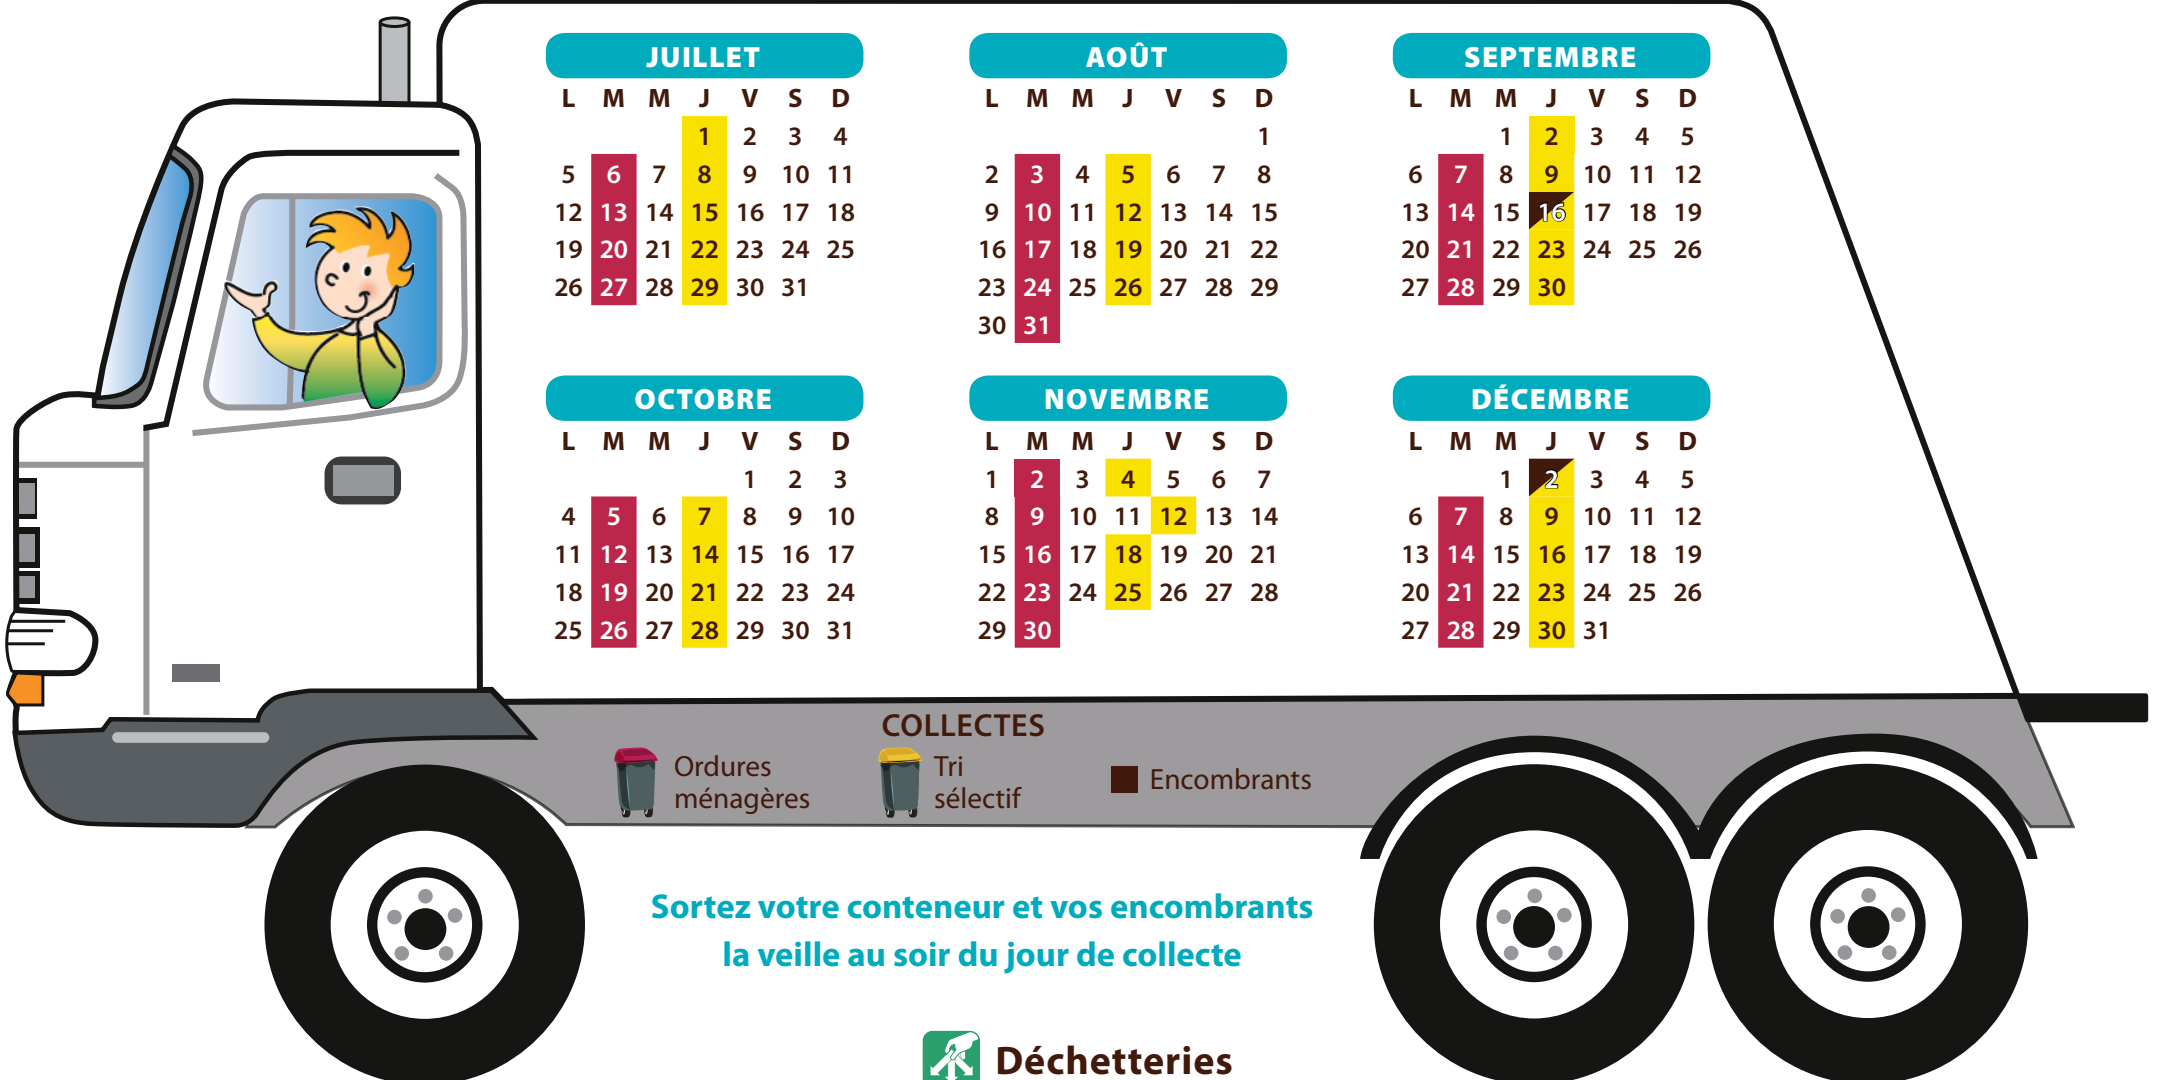 JUILLET
L M M J V S D
1 2 3 4
5 6 7 8 9 10 11
12 13 14 15 16 17 18
19 20 21 22 23 24 25
26 27 28 29 30 31
AOÛT
L M M J V S D
1
2 3 4 5 6 7 8
9 10 11 12 13 14 15
16 17 18 19 20 21 22
23 24 25 26 27 28 29
30 31
SEPTEMBRE
L M M J V S D
1 2 3 4 5
6 7 8 9 10 11 12
13 14 15 16 17 18 19
20 21 22 23 24 25 26
27 28 29 30
OCTOBRE
L M M J V S D
1 2 3
4 5 6 7 8 9 10
11 12 13 14 15 16 17
18 19 20 21 22 23 24
25 26 27 28 29 30 31
NOVEMBRE
L M M J V S D
1 2 3 4 5 6 7
8 9 10 11 12 13 14
15 16 17 18 19 20 21
22 23 24 25 26 27 28
29 30
DÉCEMBRE
L M M J V S D
1 2 3 4 5
6 7 8 9 10 11 12
13 14 15 16 17 18 19
20 21 22 23 24 25 26
27 28 29 30 31
COLLECTES
Ordures
ménagères
Tri
sélectif
Encombrants
Sortez votre conteneur et vos encombrants
la veille au soir du jour de collecte
Déchetteries